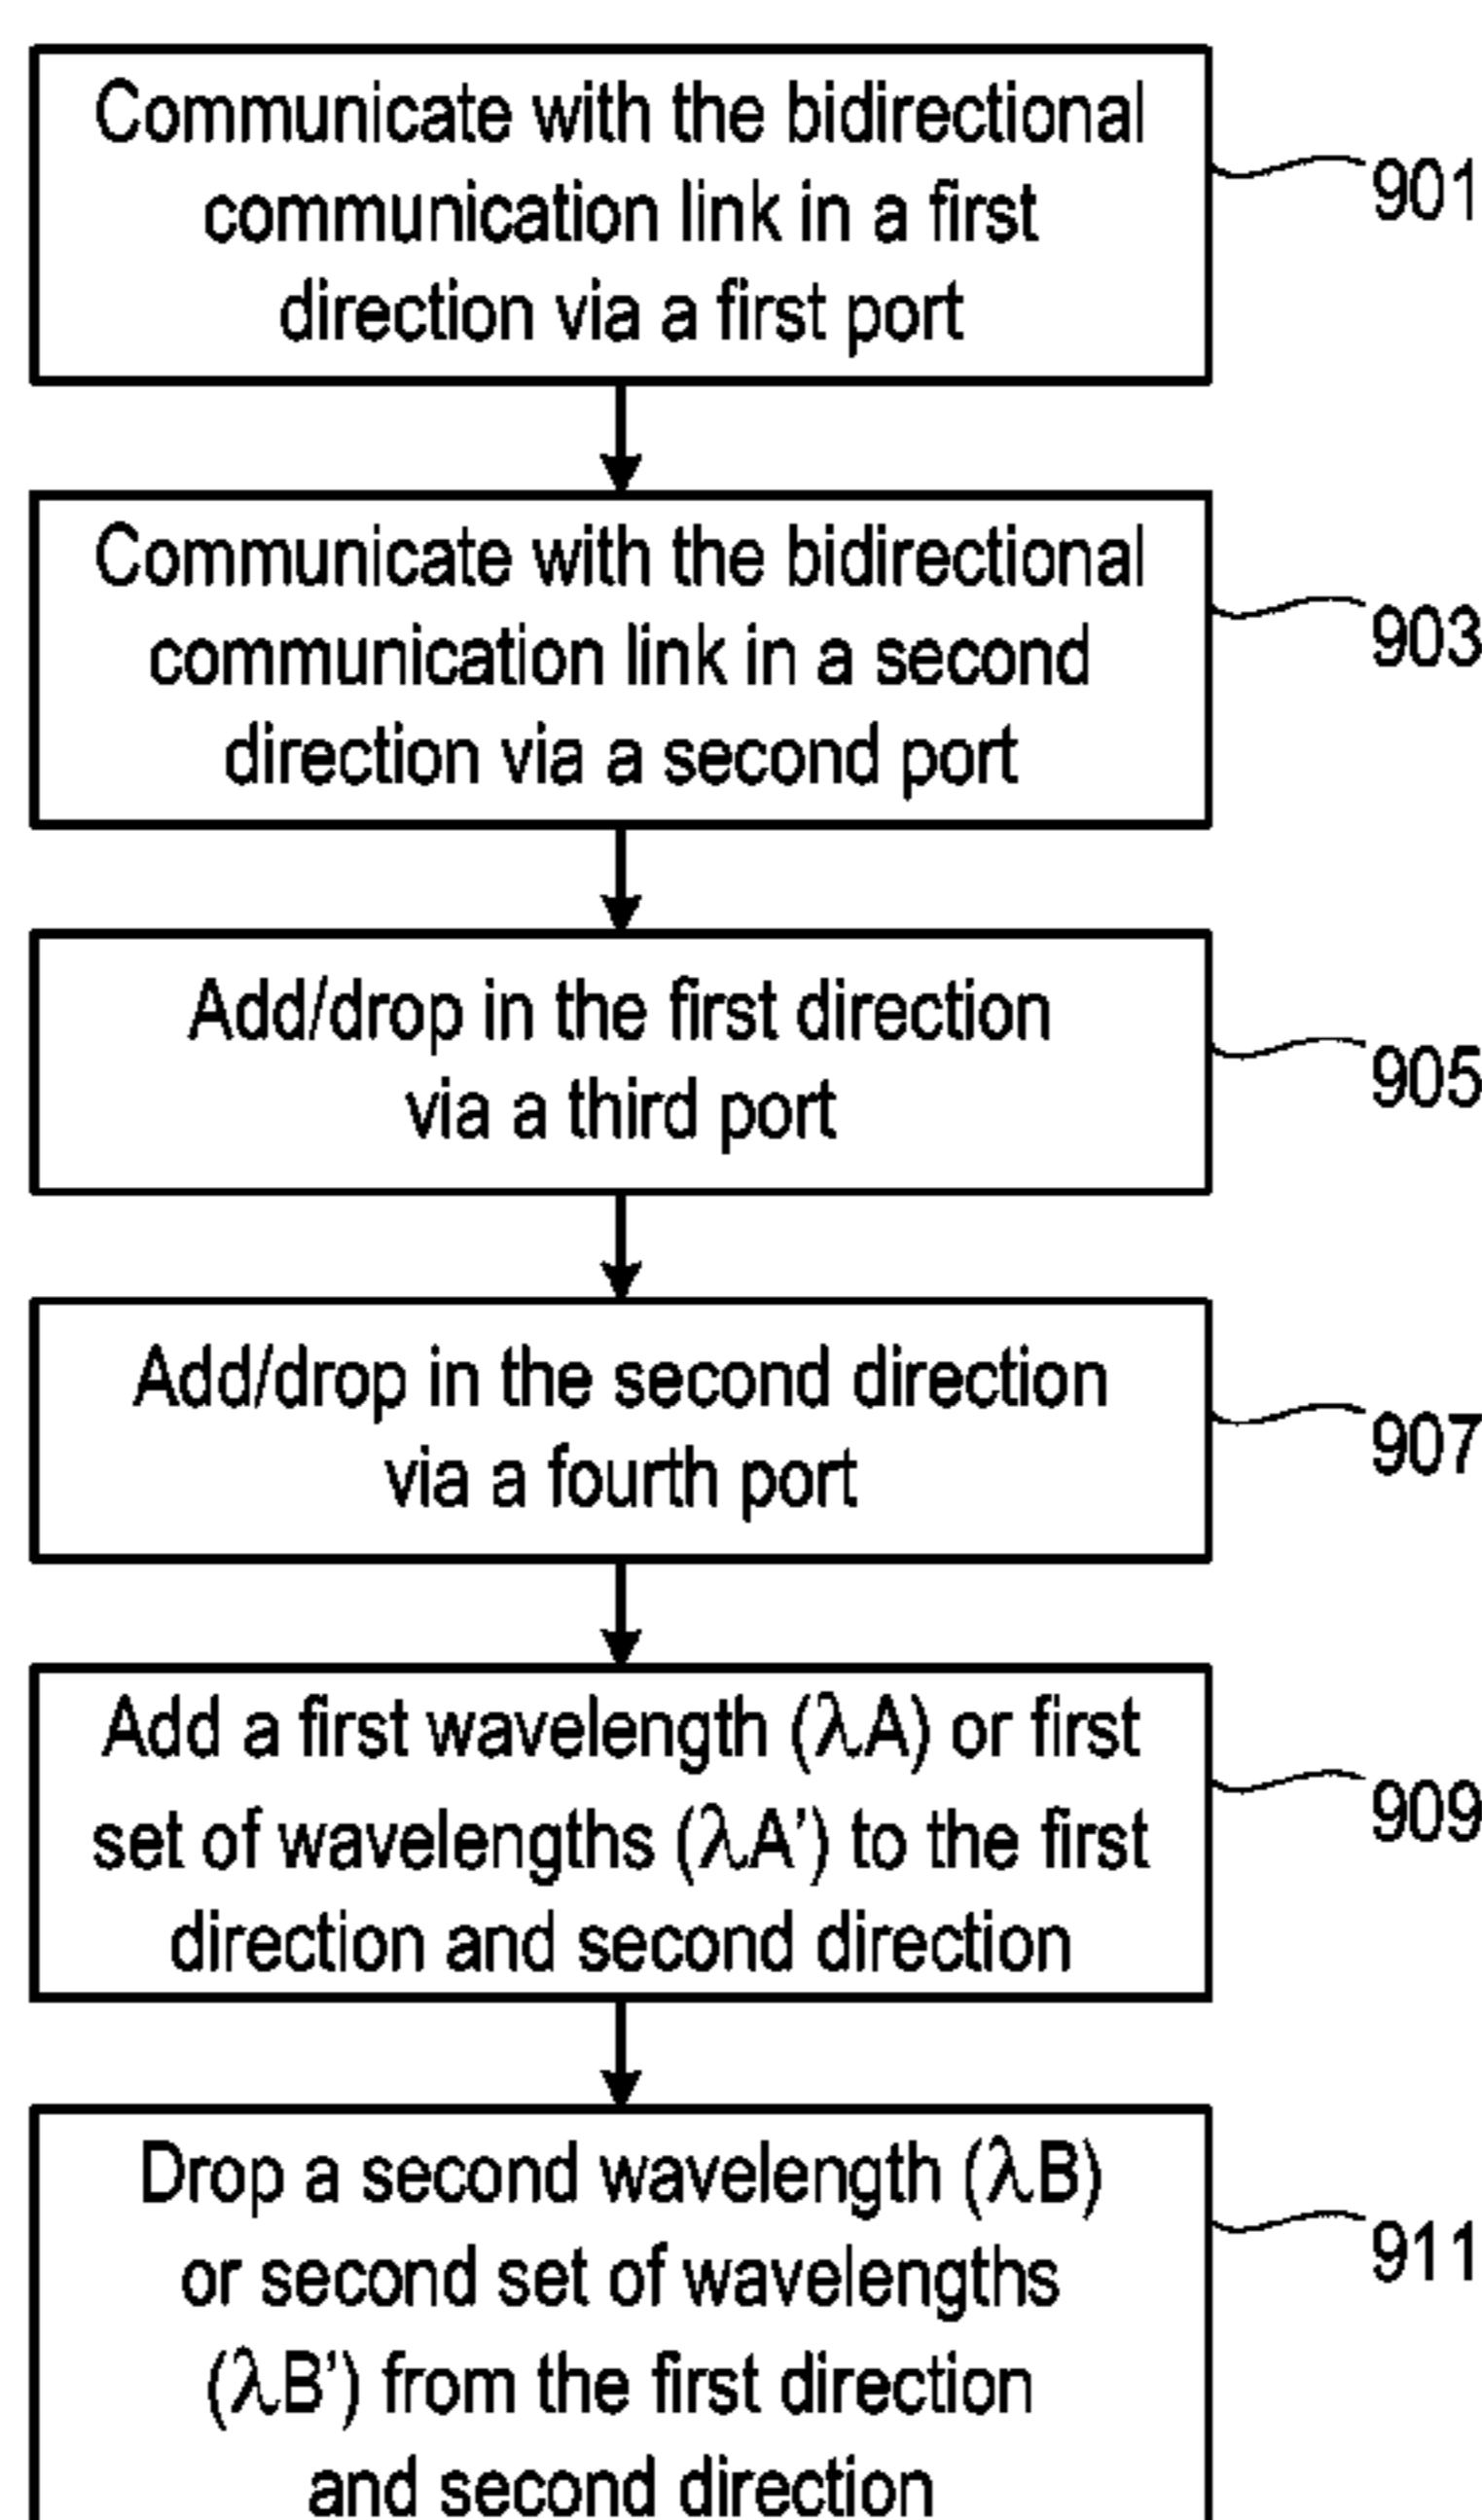 Communicate with the bidirectional
communication link in a first
direction via a first port
901
Communicate with the bidirectional
communication link in a second
direction via a second port
903
Add/drop in the first direction
via a third port
905
Add/drop in the second direction
via a fourth port
907
Add a first wavelength (λA) or first
set of wavelengths (λA') to the first
direction and second direction
909
Drop a second wavelength (λB)
or second set of wavelengths
(λB') from the first direction
and second direction
911